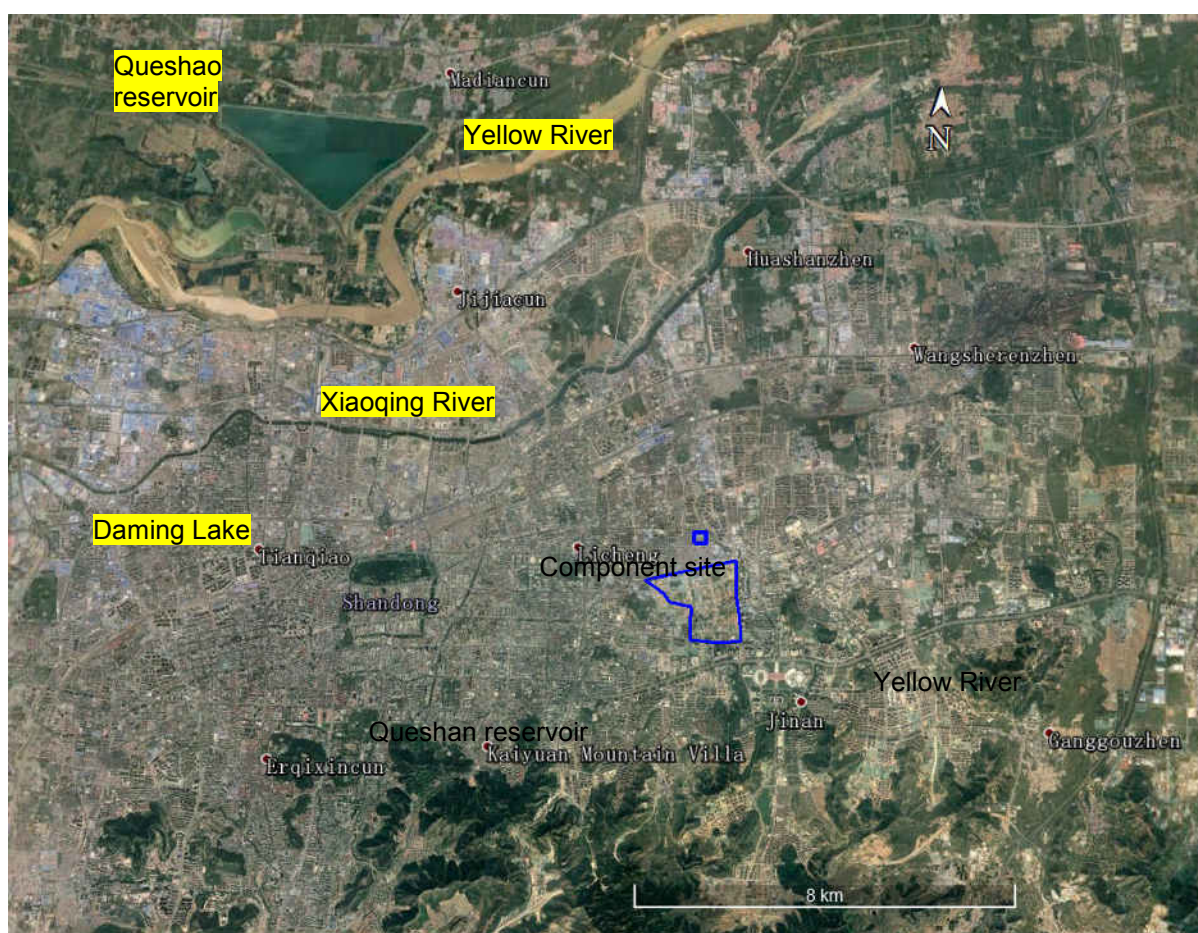 Queshao
reservoir
Madiancun
Yellow River
N
Huashanzhen
Jijiacun
Wangsherenzhen
Xiaoqing River
Daming Lake
Tianqiao
Licheng
Component site
Shandong
Yellow River
Jinan
Queshan reservoir
Kaiyuan Mountain Villa
Ganggouzhen
Erqixincun
8 km